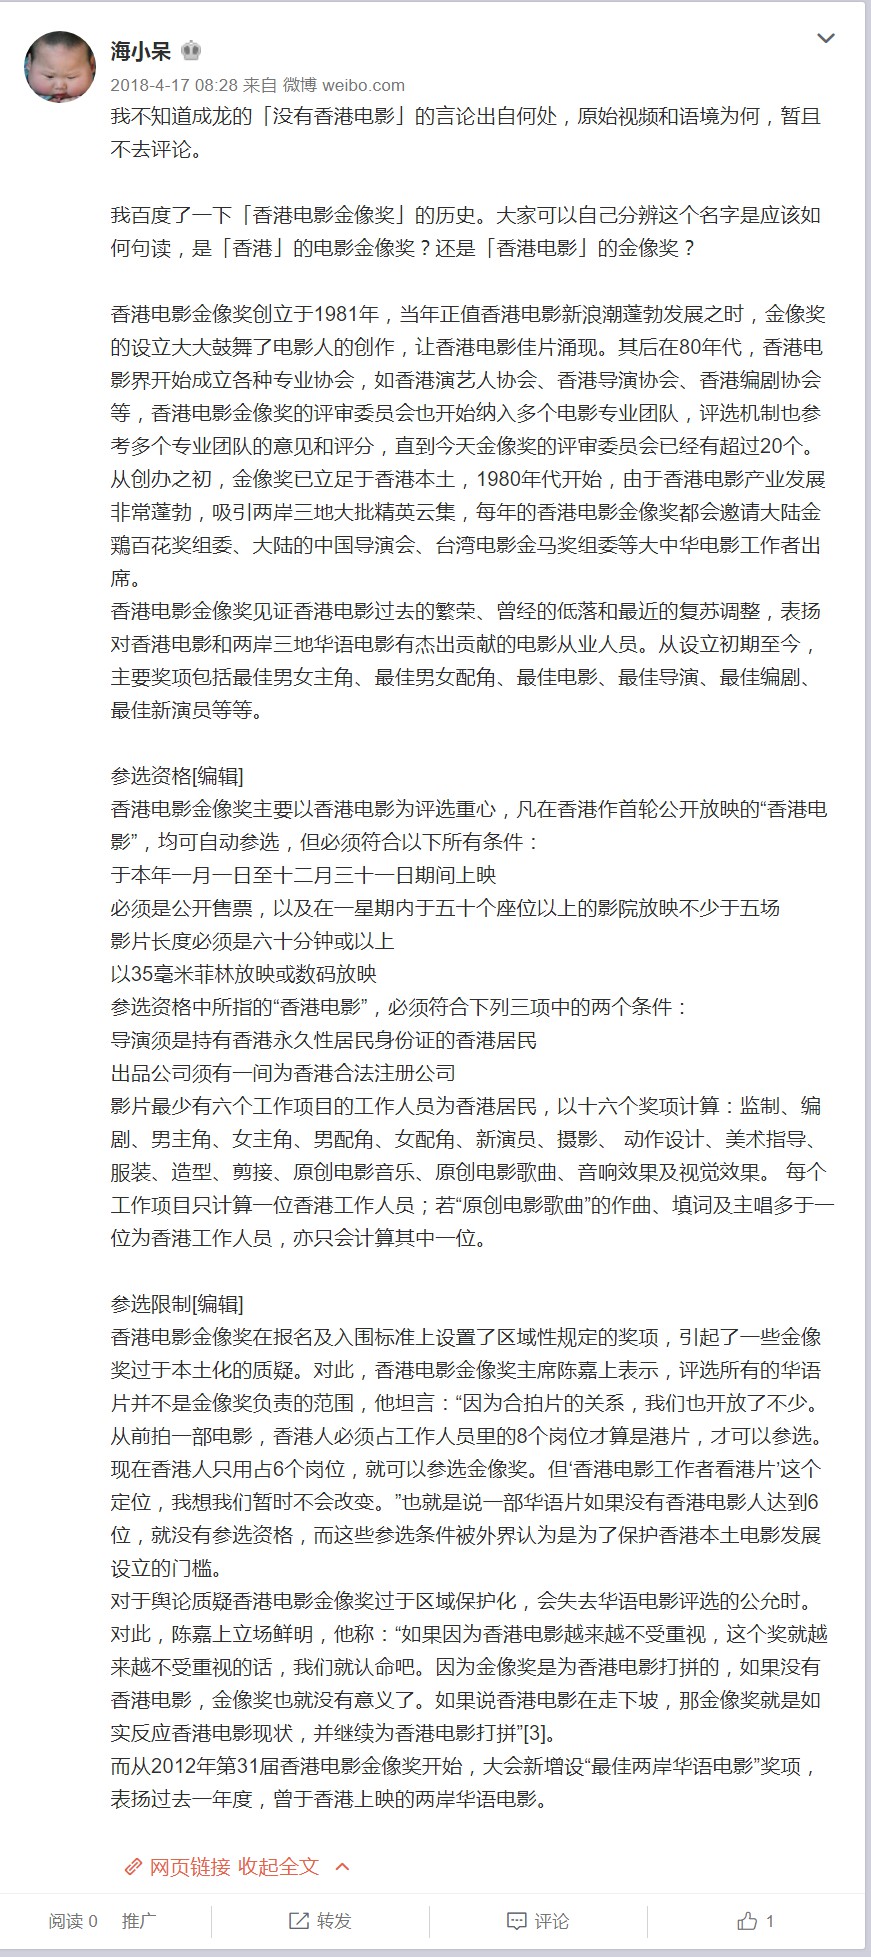 海小呆
2018-4-17 08:28 来自 微博 weibo.com
我不知道成龙的「没有香港电影」的言论出自何处，原始视频和语境为何，暂且
不去评论。
我百度了一下「香港电影金像奖」的历史。大家可以自己分辨这个名字是应该如
何句读，是「香港」的电影金像奖？还是「香港电影」的金像奖？
香港电影金像奖创立于1981年，当年正值香港电影新浪潮蓬勃发展之时，金像奖
的设立大大鼓舞了电影人的创作，让香港电影佳片涌现。其后在80年代，香港电
影界开始成立各种专业协会，如香港演艺人协会、香港导演协会、香港编剧协会
等，香港电影金像奖的评审委员会也开始纳入多个电影专业团队，评选机制也参
考多个专业团队的意见和评分，直到今天金像奖的评审委员会已经有超过20个。
从创办之初，金像奖已立足于香港本土，1980年代开始，由于香港电影产业发展
非常蓬勃，吸引两岸三地大批精英云集，每年的香港电影金像奖都会邀请大陆金
鶏百花奖组委、大陆的中国导演会、台湾电影金马奖组委等大中华电影工作者出
席。
香港电影金像奖见证香港电影过去的繁荣、曾经的低落和最近的复苏调整，表扬
对香港电影和两岸三地华语电影有杰出贡献的电影从业人员。从设立初期至今，
主要奖项包括最佳男女主角、最佳男女配角、最佳电影、最佳导演、最佳编剧、
最佳新演员等等。
参选资格[编辑]
香港电影金像奖主要以香港电影为评选重心，凡在香港作首轮公开放映的“香港电
影”，均可自动参选，但必须符合以下所有条件：
于本年一月一日至十二月三十一日期间上映
必须是公开售票，以及在一星期内于五十个座位以上的影院放映不少于五场
影片长度必须是六十分钟或以上
以35毫米菲林放映或数码放映
参选资格中所指的“香港电影”，必须符合下列三项中的两个条件：
导演须是持有香港永久性居民身份证的香港居民
出品公司须有一间为香港合法注册公司
影片最少有六个工作项目的工作人员为香港居民，以十六个奖项计算：监制、编
剧、男主角、女主角、男配角、女配角、新演员、摄影、 动作设计、美术指导、
服装、造型、剪接、原创电影音乐、原创电影歌曲、音响效果及视觉效果。 每个
工作项目只计算一位香港工作人员；若“原创电影歌曲”的作曲、填词及主唱多于一
位为香港工作人员，亦只会计算其中一位。
参选限制[编辑]
香港电影金像奖在报名及入围标准上设置了区域性规定的奖项，引起了一些金像
奖过于本土化的质疑。对此，香港电影金像奖主席陈嘉上表示，评选所有的华语
片并不是金像奖负责的范围，他坦言：“因为合拍片的关系，我们也开放了不少。
从前拍一部电影，香港人必须占工作人员里的8个岗位才算是港片，才可以参选。
现在香港人只用占6个岗位，就可以参选金像奖。但‘香港电影工作者看港片’这个
定位，我想我们暂时不会改变。”也就是说一部华语片如果没有香港电影人达到6
位，就没有参选资格，而这些参选条件被外界认为是为了保护香港本土电影发展
设立的门槛。
对于舆论质疑香港电影金像奖过于区域保护化，会失去华语电影评选的公允时。
对此，陈嘉上立场鲜明，他称：“如果因为香港电影越来越不受重视，这个奖就越
来越不受重视的话，我们就认命吧。因为金像奖是为香港电影打拼的，如果没有
香港电影，金像奖也就没有意义了。如果说香港电影在走下坡，那金像奖就是如
实反应香港电影现状，并继续为香港电影打拼”[3]。
而从2012年第31届香港电影金像奖开始，大会新增设“最佳两岸华语电影”奖项，
表扬过去一年度，曾于香港上映的两岸华语电影。
网页链接 收起全文
阅读 0 推广 转发 评论 1